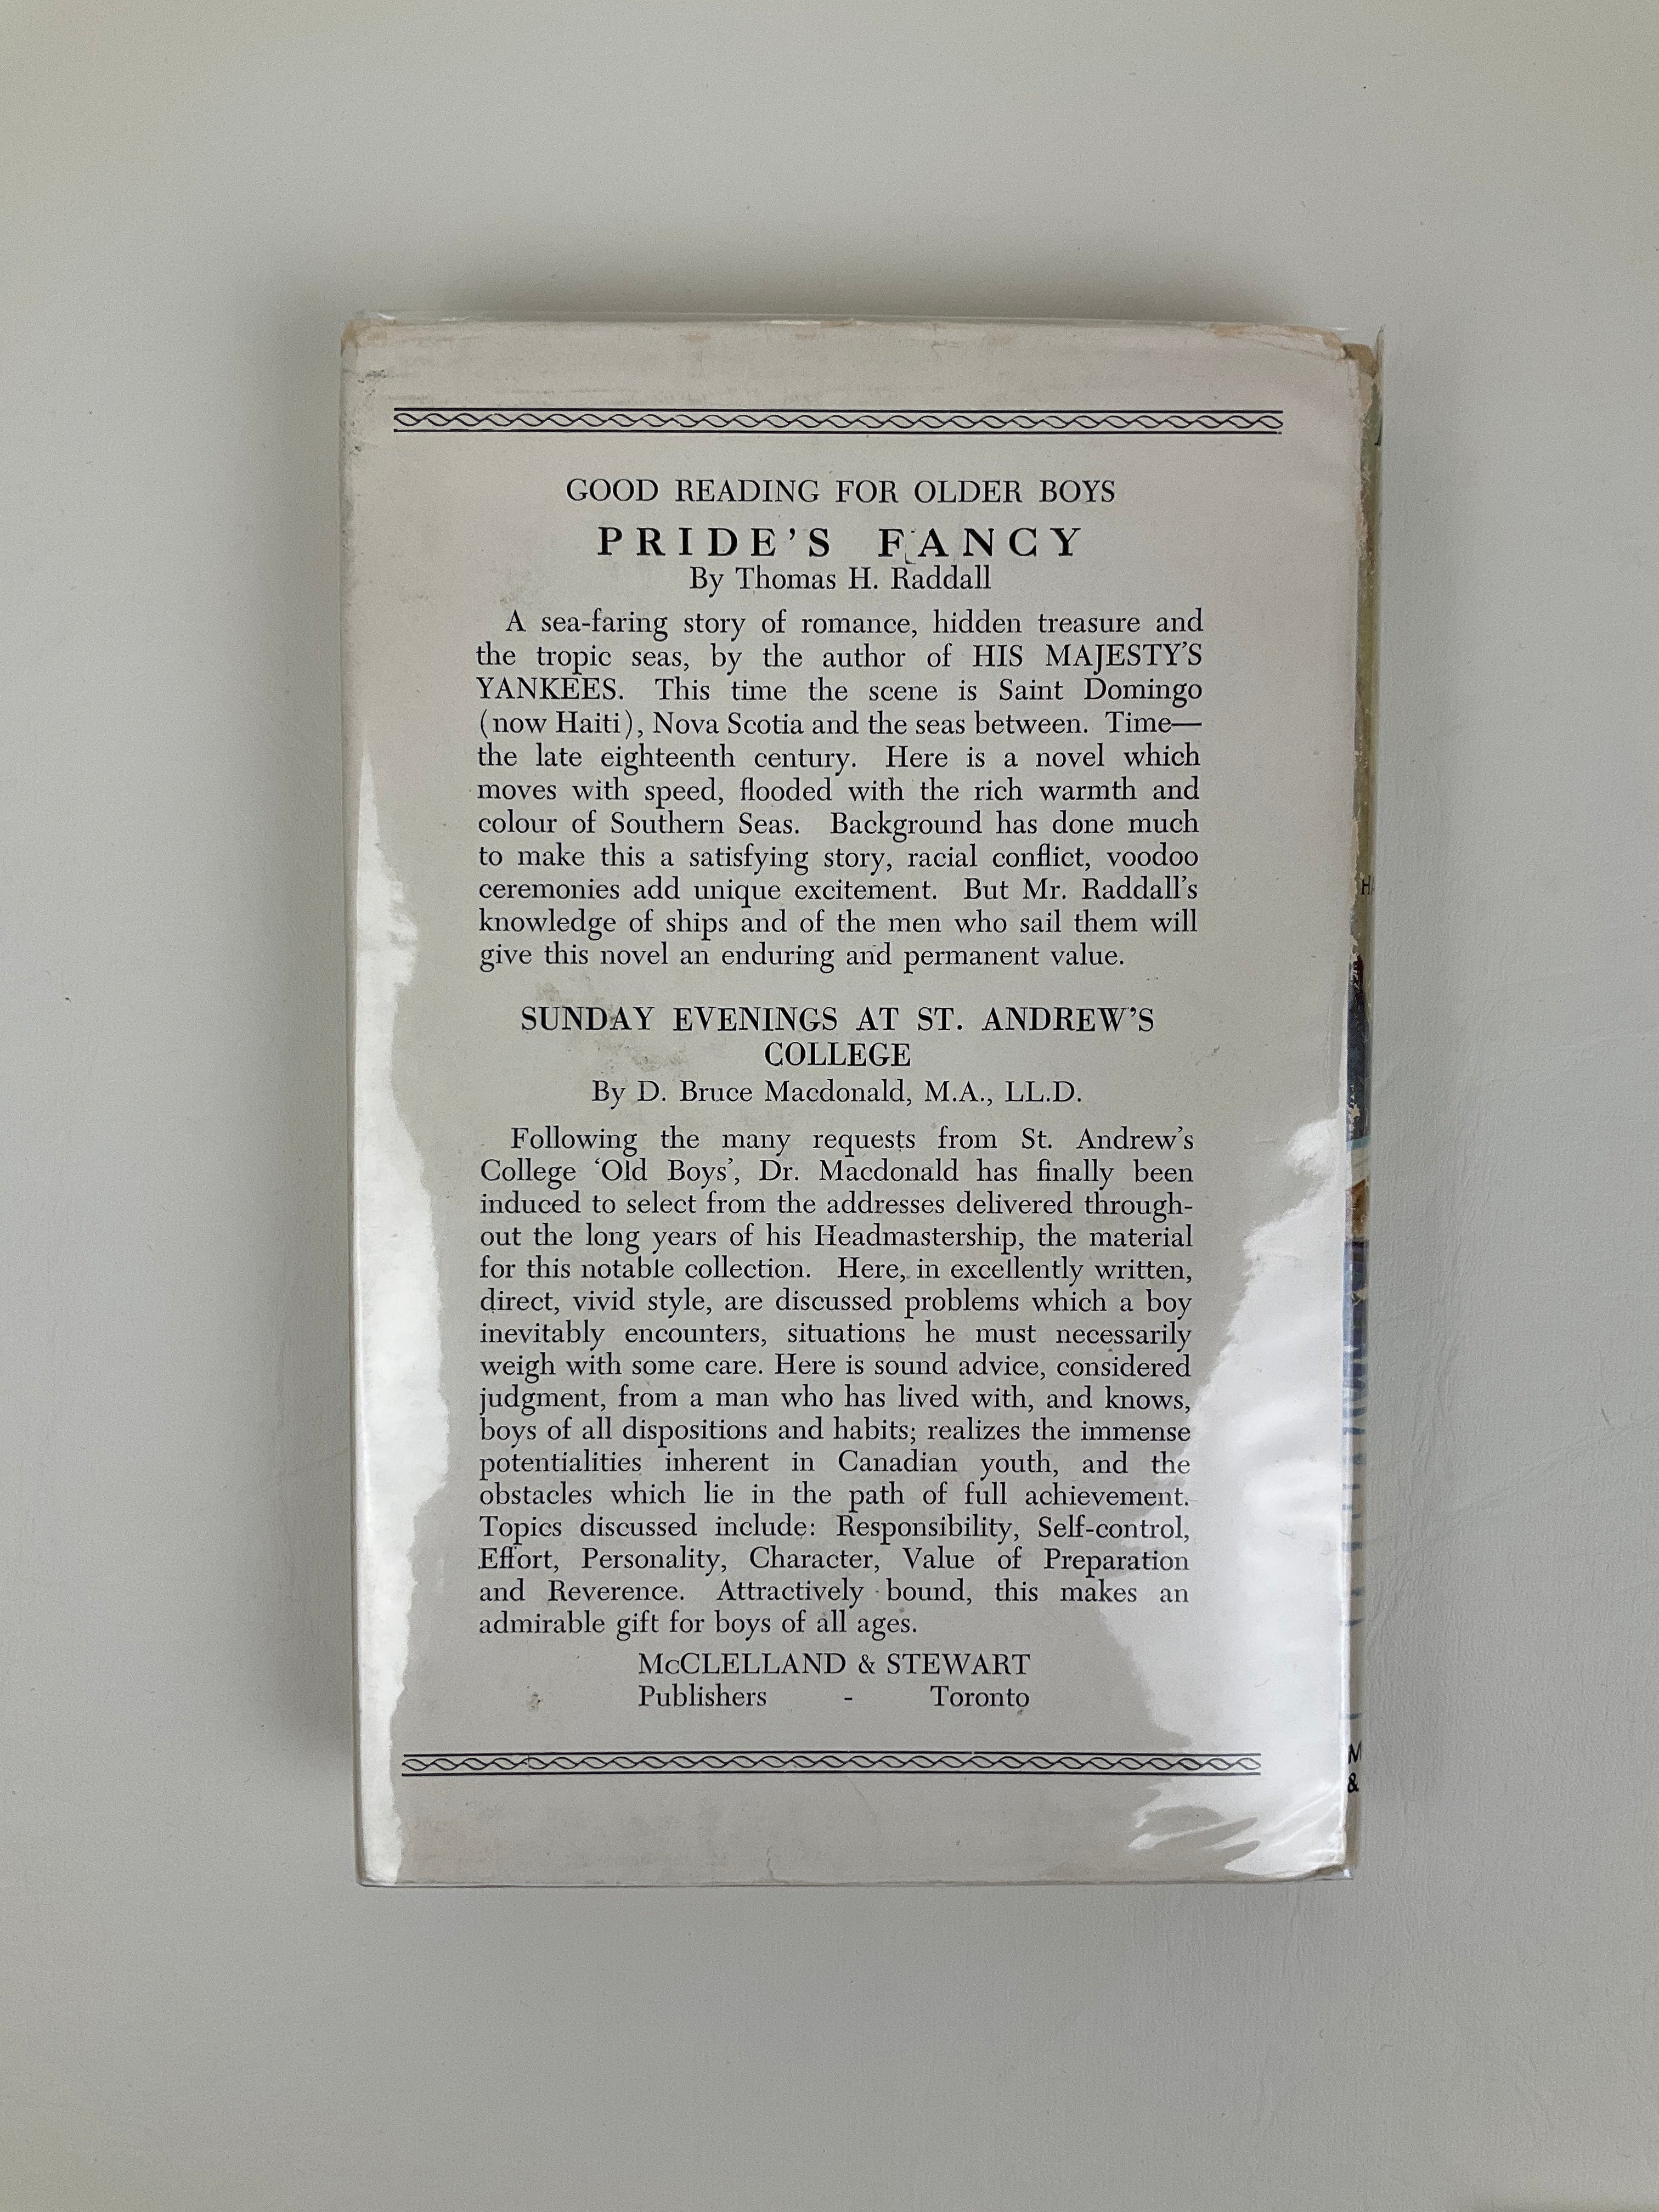 GOOD READING FOR OLDER BOYS
PRIDE'S FANCY
By Thomas H. Raddall
A sea-faring story of romance, hidden treasure and
the tropic seas, by the author of HIS MAJESTY'S
YANKEES. This time the scene is Saint Domingo
(now Haiti), Nova Scotia and the seas between. Time—
the late eighteenth century. Here is a novel which
moves with speed, flooded with the rich warmth and
colour of Southern Seas. Background has done much
to make this a satisfying story, racial conflict, voodoo
ceremonies add unique excitement. But Mr. Raddall's
knowledge of ships and of the men who sail them will
give this novel an enduring and permanent value.
SUNDAY EVENINGS AT ST. ANDREW'S
COLLEGE
By D. Bruce Macdonald, M.A., LL.D.
Following the many requests from St. Andrew's
College 'Old Boys', Dr. Macdonald has finally been
induced to select from the addresses delivered through-
out the long years of his Headmastership, the material
for this notable collection. Here, in excellently written,
direct, vivid style, are discussed problems which a boy
inevitably encounters, situations he must necessarily
weigh with some care. Here is sound advice, considered
judgment, from a man who has lived with, and knows,
boys of all dispositions and habits; realizes the immense
potentialities inherent in Canadian youth, and the
obstacles which lie in the path of full achievement.
Topics discussed include: Responsibility, Self-control,
Effort, Personality, Character, Value of Preparation
and Reverence. Attractively bound, this makes an
admirable gift for boys of all ages.
McCLELLAND & STEWART
Publishers - Toronto
M
&